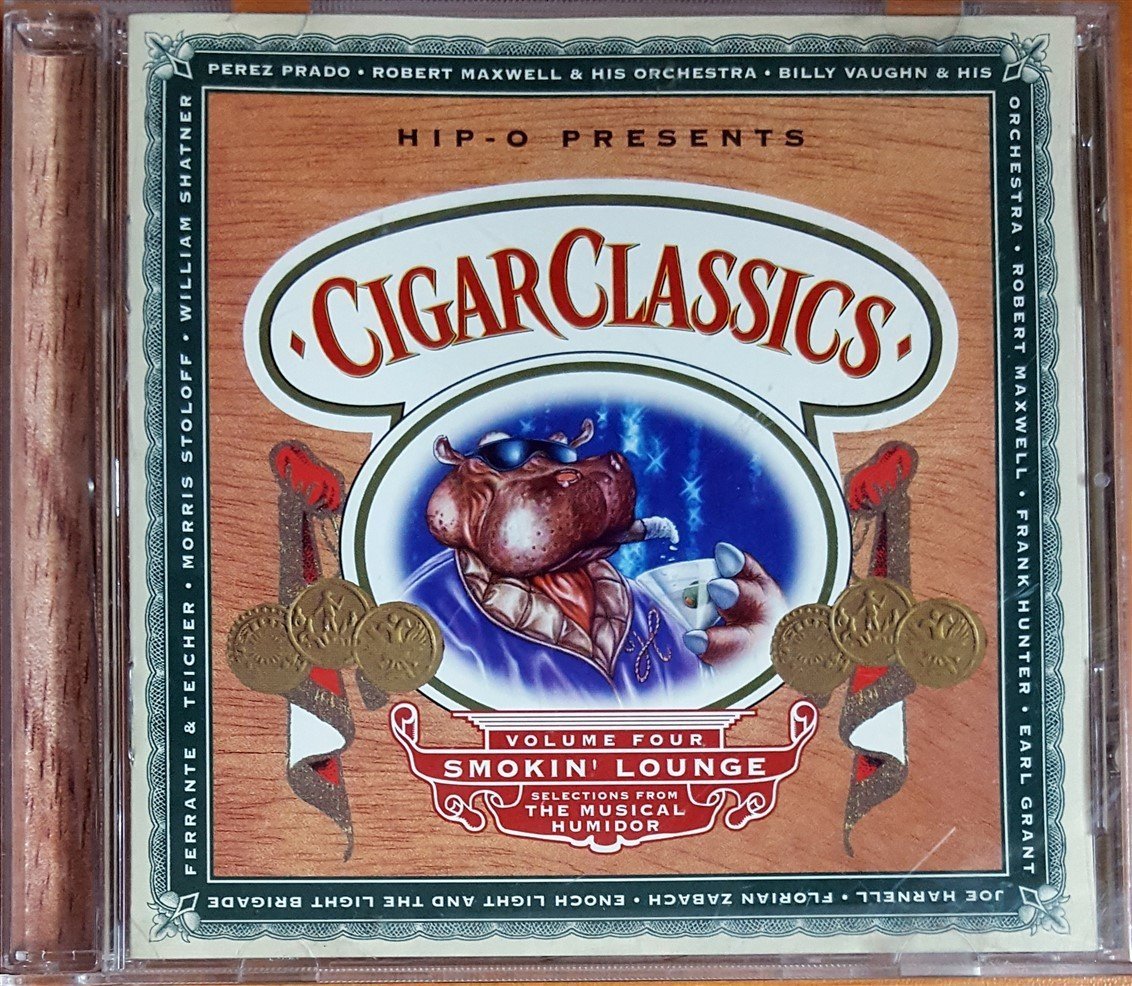 PEREZ PRADO • ROBERT MAXWELL & HIS ORCHESTRA • BILLY VAUGHN & HIS
ORCHESTRA • ROBERT MAXWELL • FRANK HUNTER • EARL GRANT
JOE HARNELL • FLORIAN ZABACH • ENOCH LIGHT AND THE LIGHT BRIGADE
FERRANTE & TEICHER • MORRIS STOLOFF • WILLIAM SHATNER
HIP-O PRESENTS
• CIGAR CLASSICS •
H
VOLUME FOUR
SMOKIN' LOUNGE
SELECTIONS FROM
THE MUSICAL
HUMIDOR